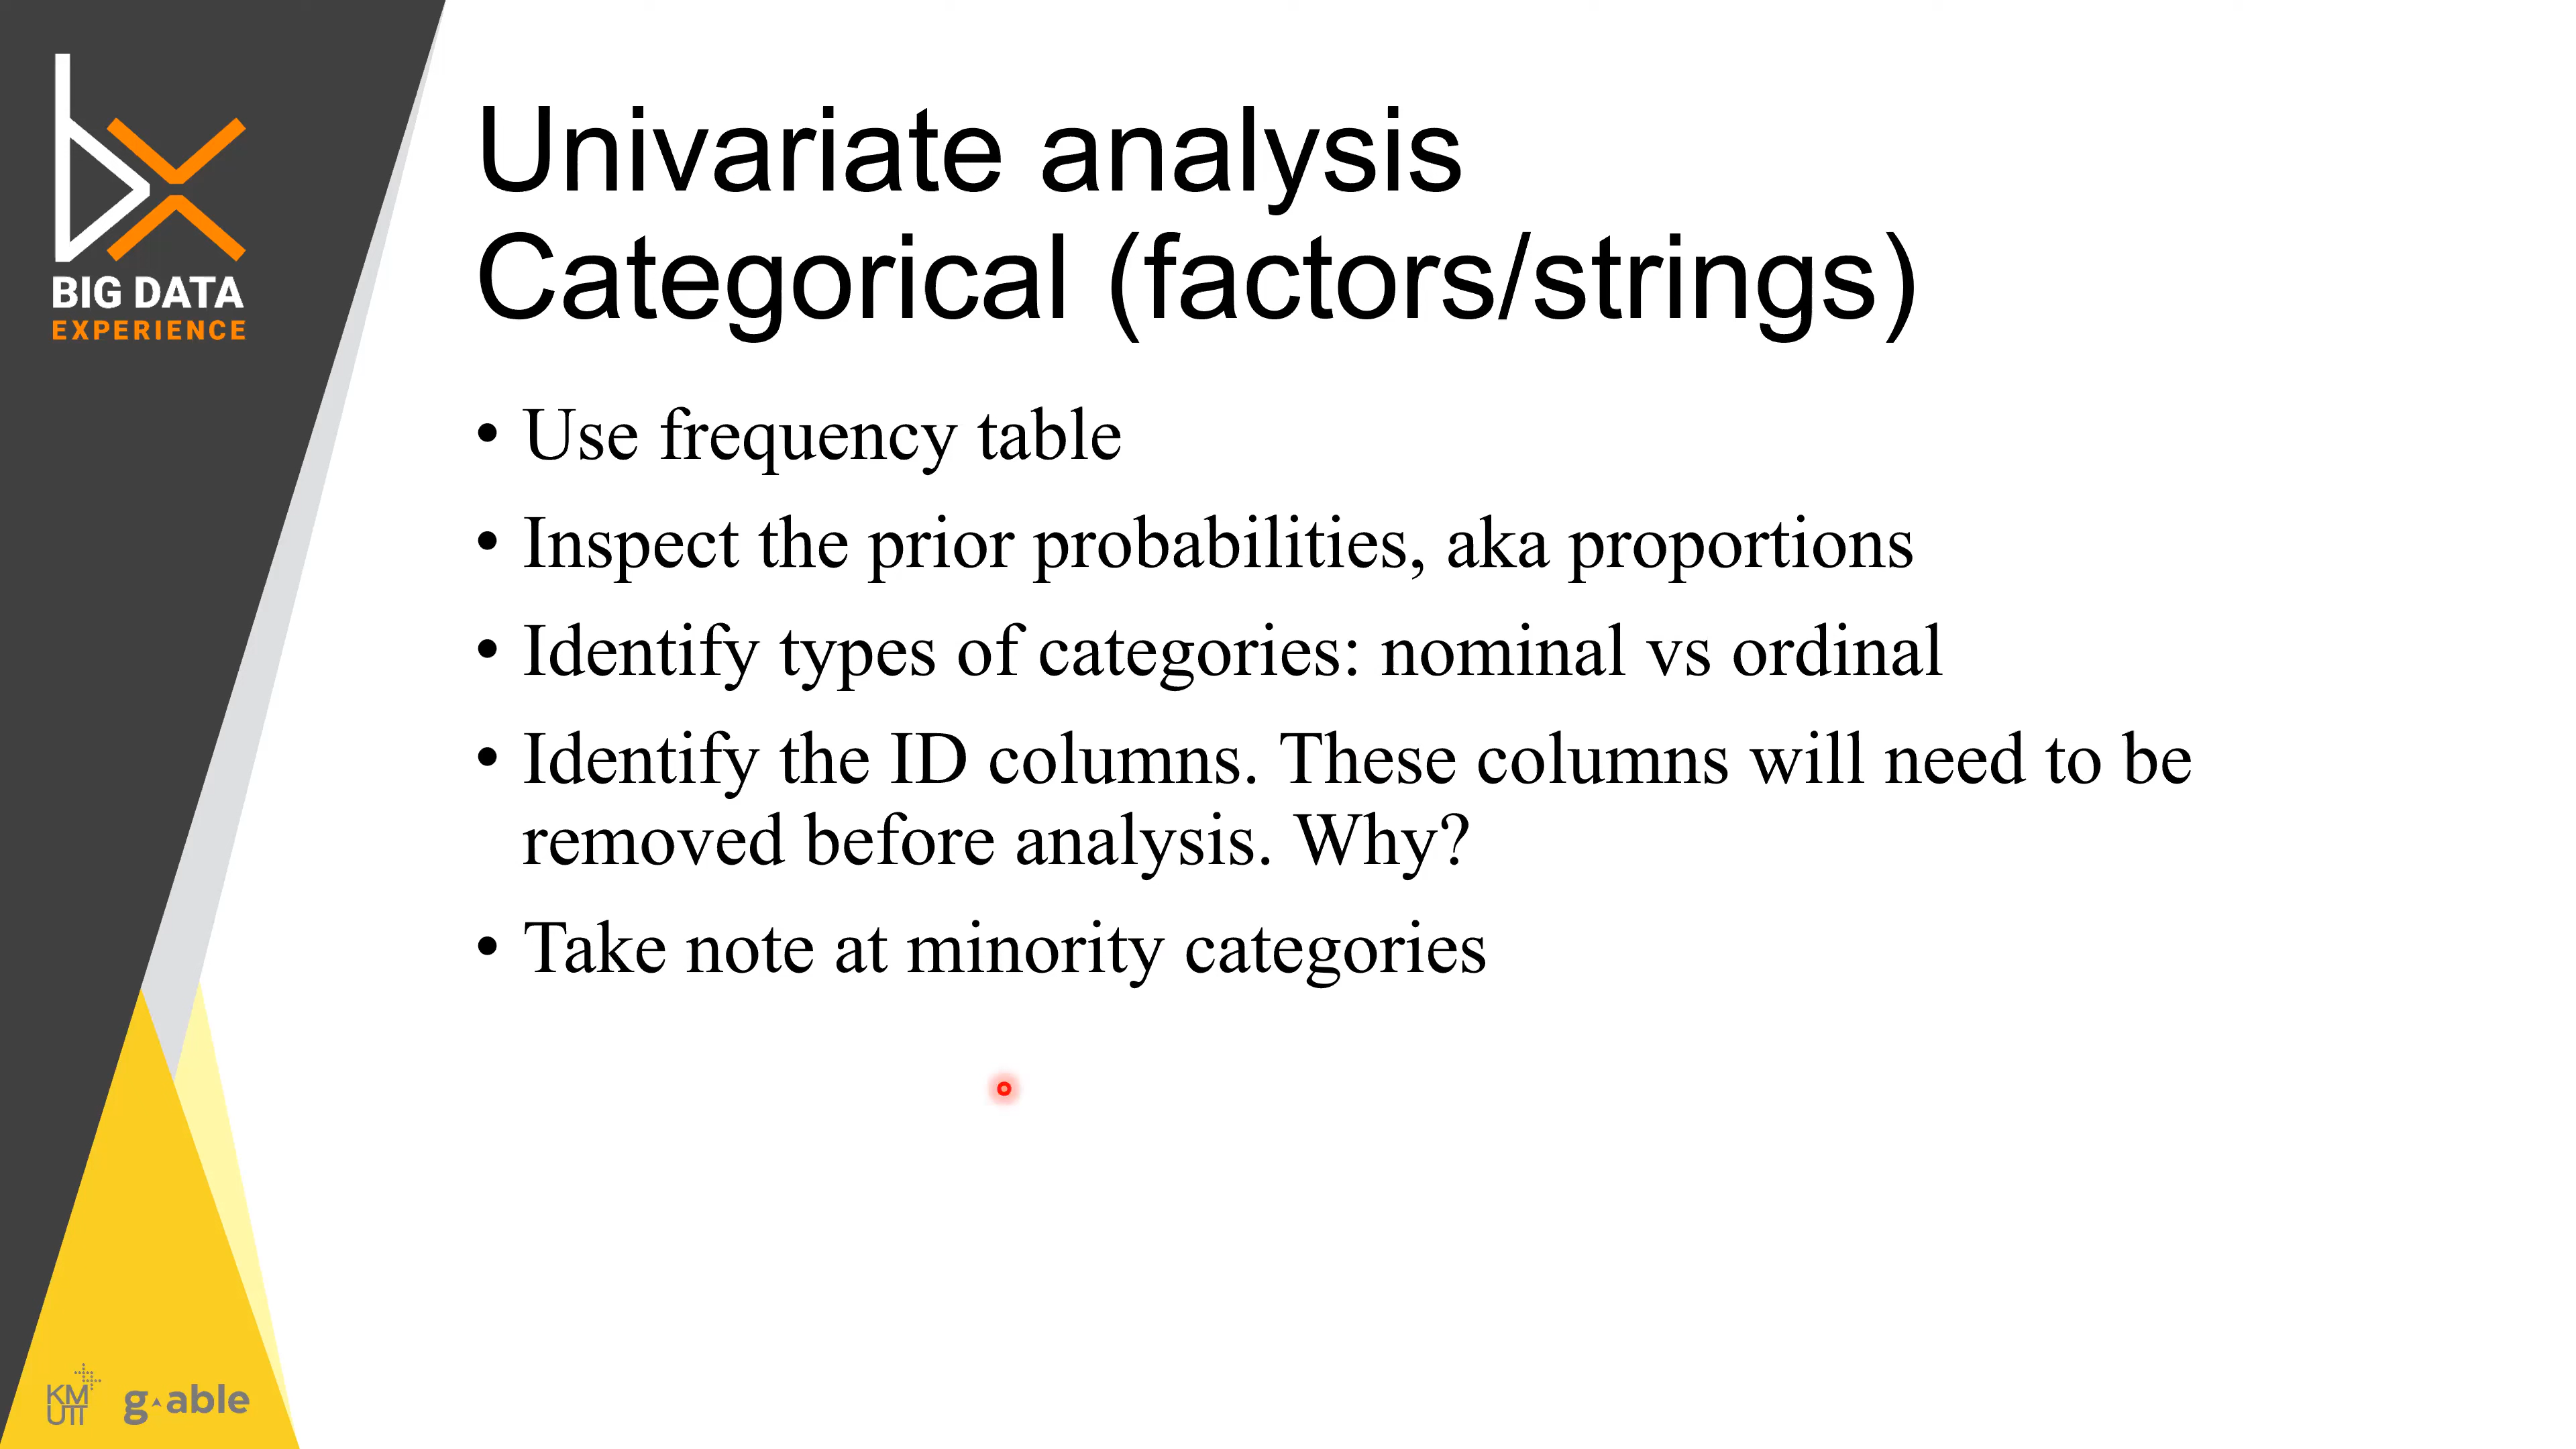 BIG DATA
EXPERIENCE
Univariate analysis
Categorical (factors/strings)
• Use frequency table
• Inspect the prior probabilities, aka proportions
• Identify types of categories: nominal vs ordinal
• Identify the ID columns. These columns will need to be
removed before analysis. Why?
• Take note at minority categories
KM
UTT
g-able